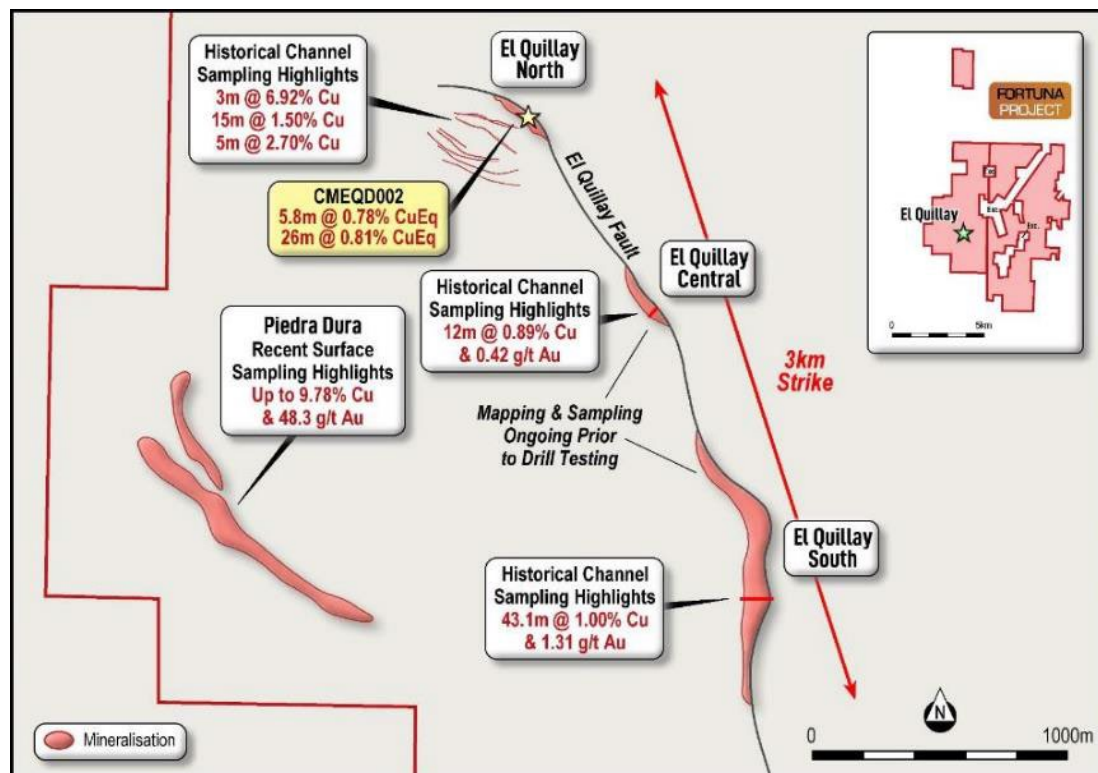 Historical Channel
Sampling Highlights
3m @ 6.92% Cu
15m @ 1.50% Cu
5m @ 2.70% Cu
El Quillay
North
CMEQD002
5.8m @ 0.78% CuEq
26m @ 0.81% CuEq
El Quillay Fault
El Quillay
Central
Historical Channel
Sampling Highlights
12m @ 0.89% Cu
& 0.42 g/t Au
Piedra Dura
Recent Surface
Sampling Highlights
Up to 9.78% Cu
& 48.3 g/t Au
3km
Strike
Mapping & Sampling
Ongoing Prior
to Drill Testing
El Quillay
South
Historical Channel
Sampling Highlights
43.1m @ 1.00% Cu
& 1.31 g/t Au
Mineralisation
N
0 1000m
FORTUNA
PROJECT
El Quillay
0 5km